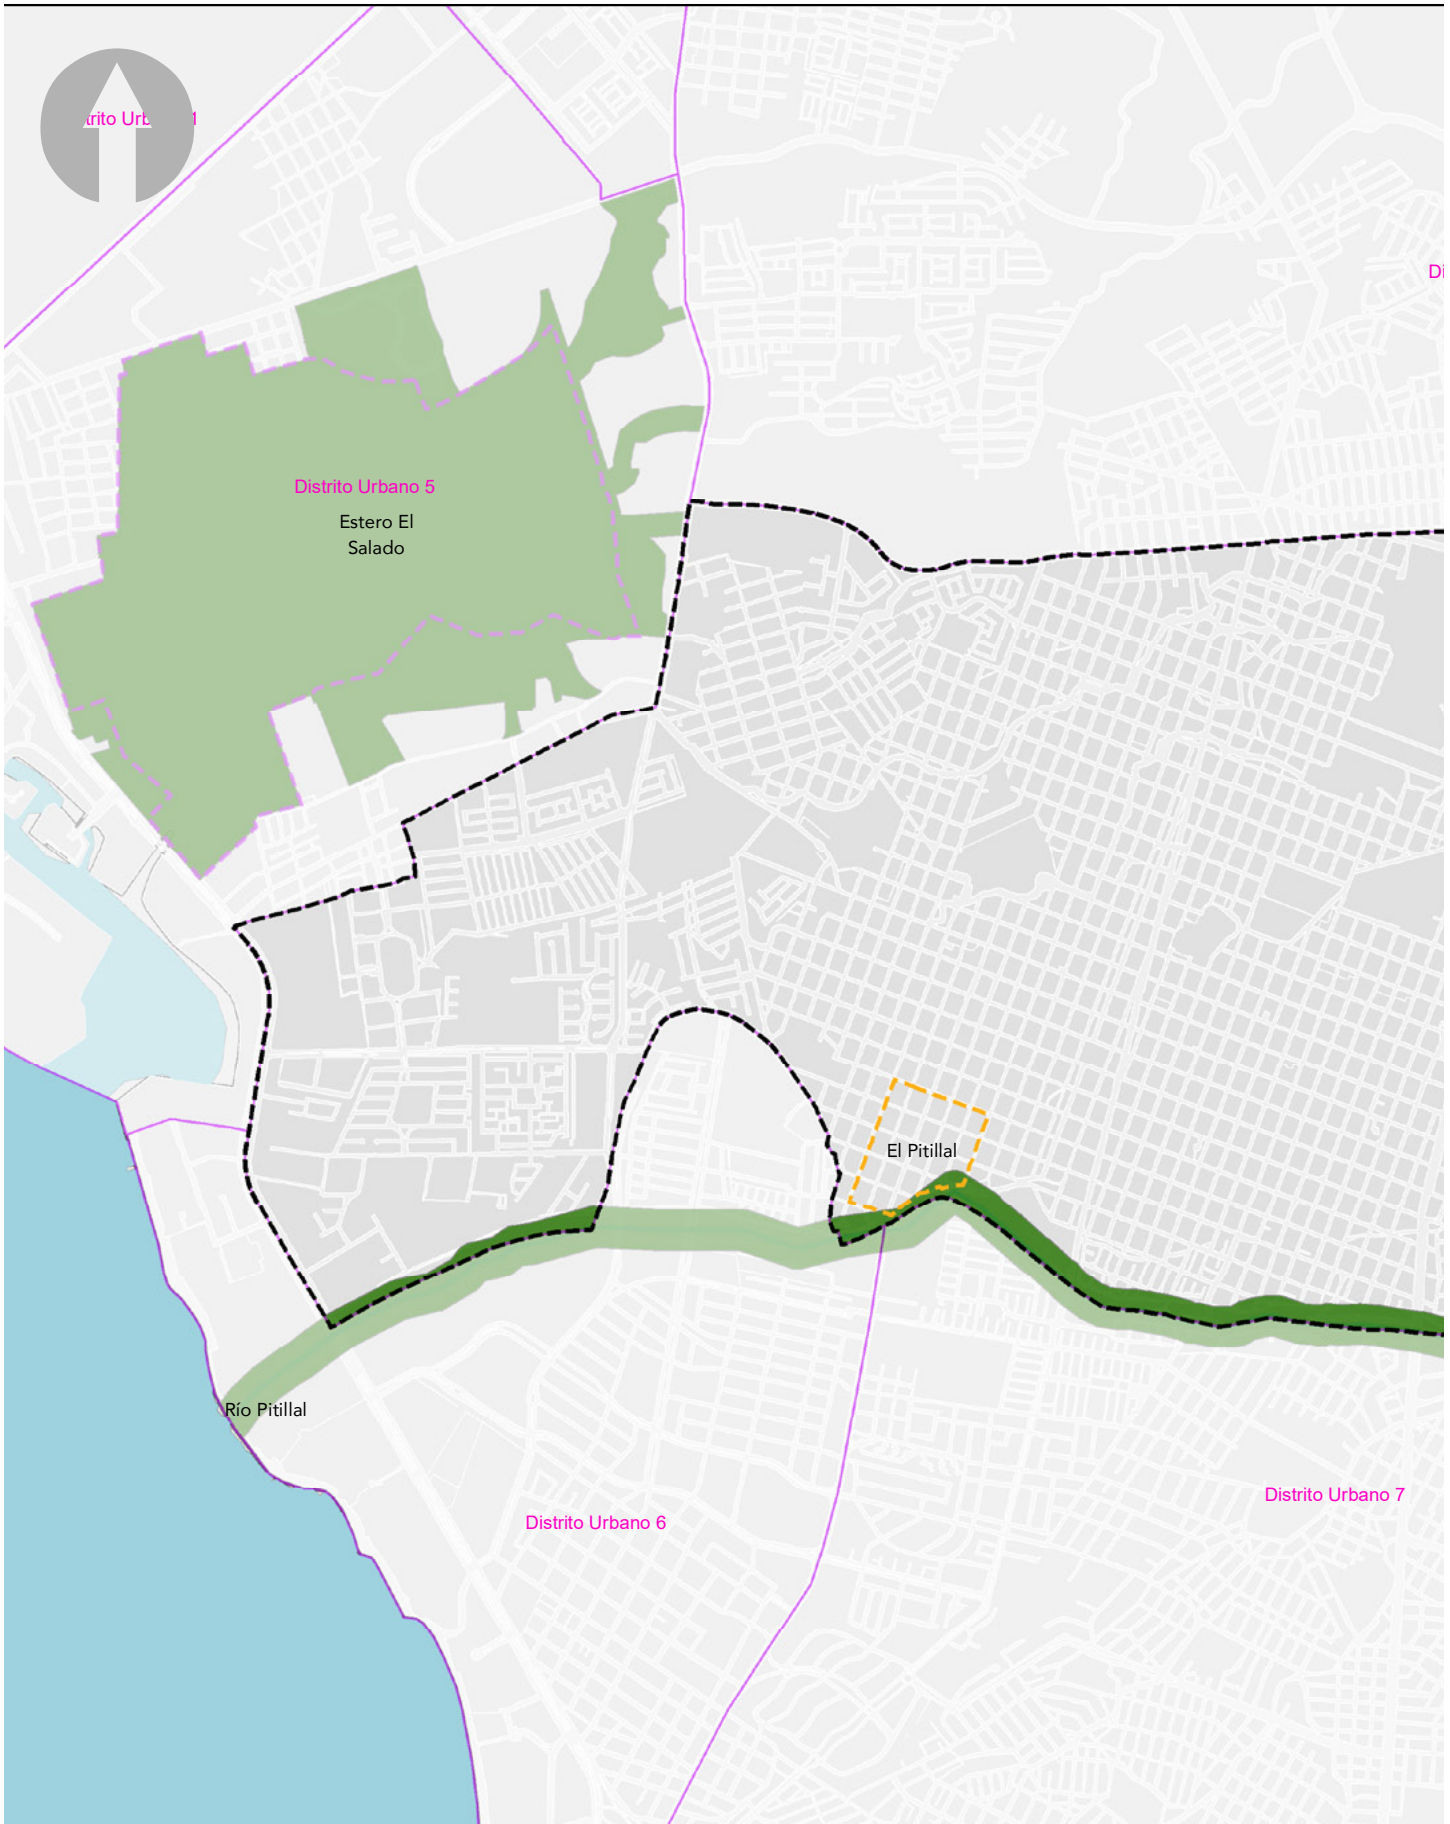 Distrito Urbano 5
Estero El
Salado
El Pitillal
Río Pitillal
Distrito Urbano 7
Distrito Urbano 6